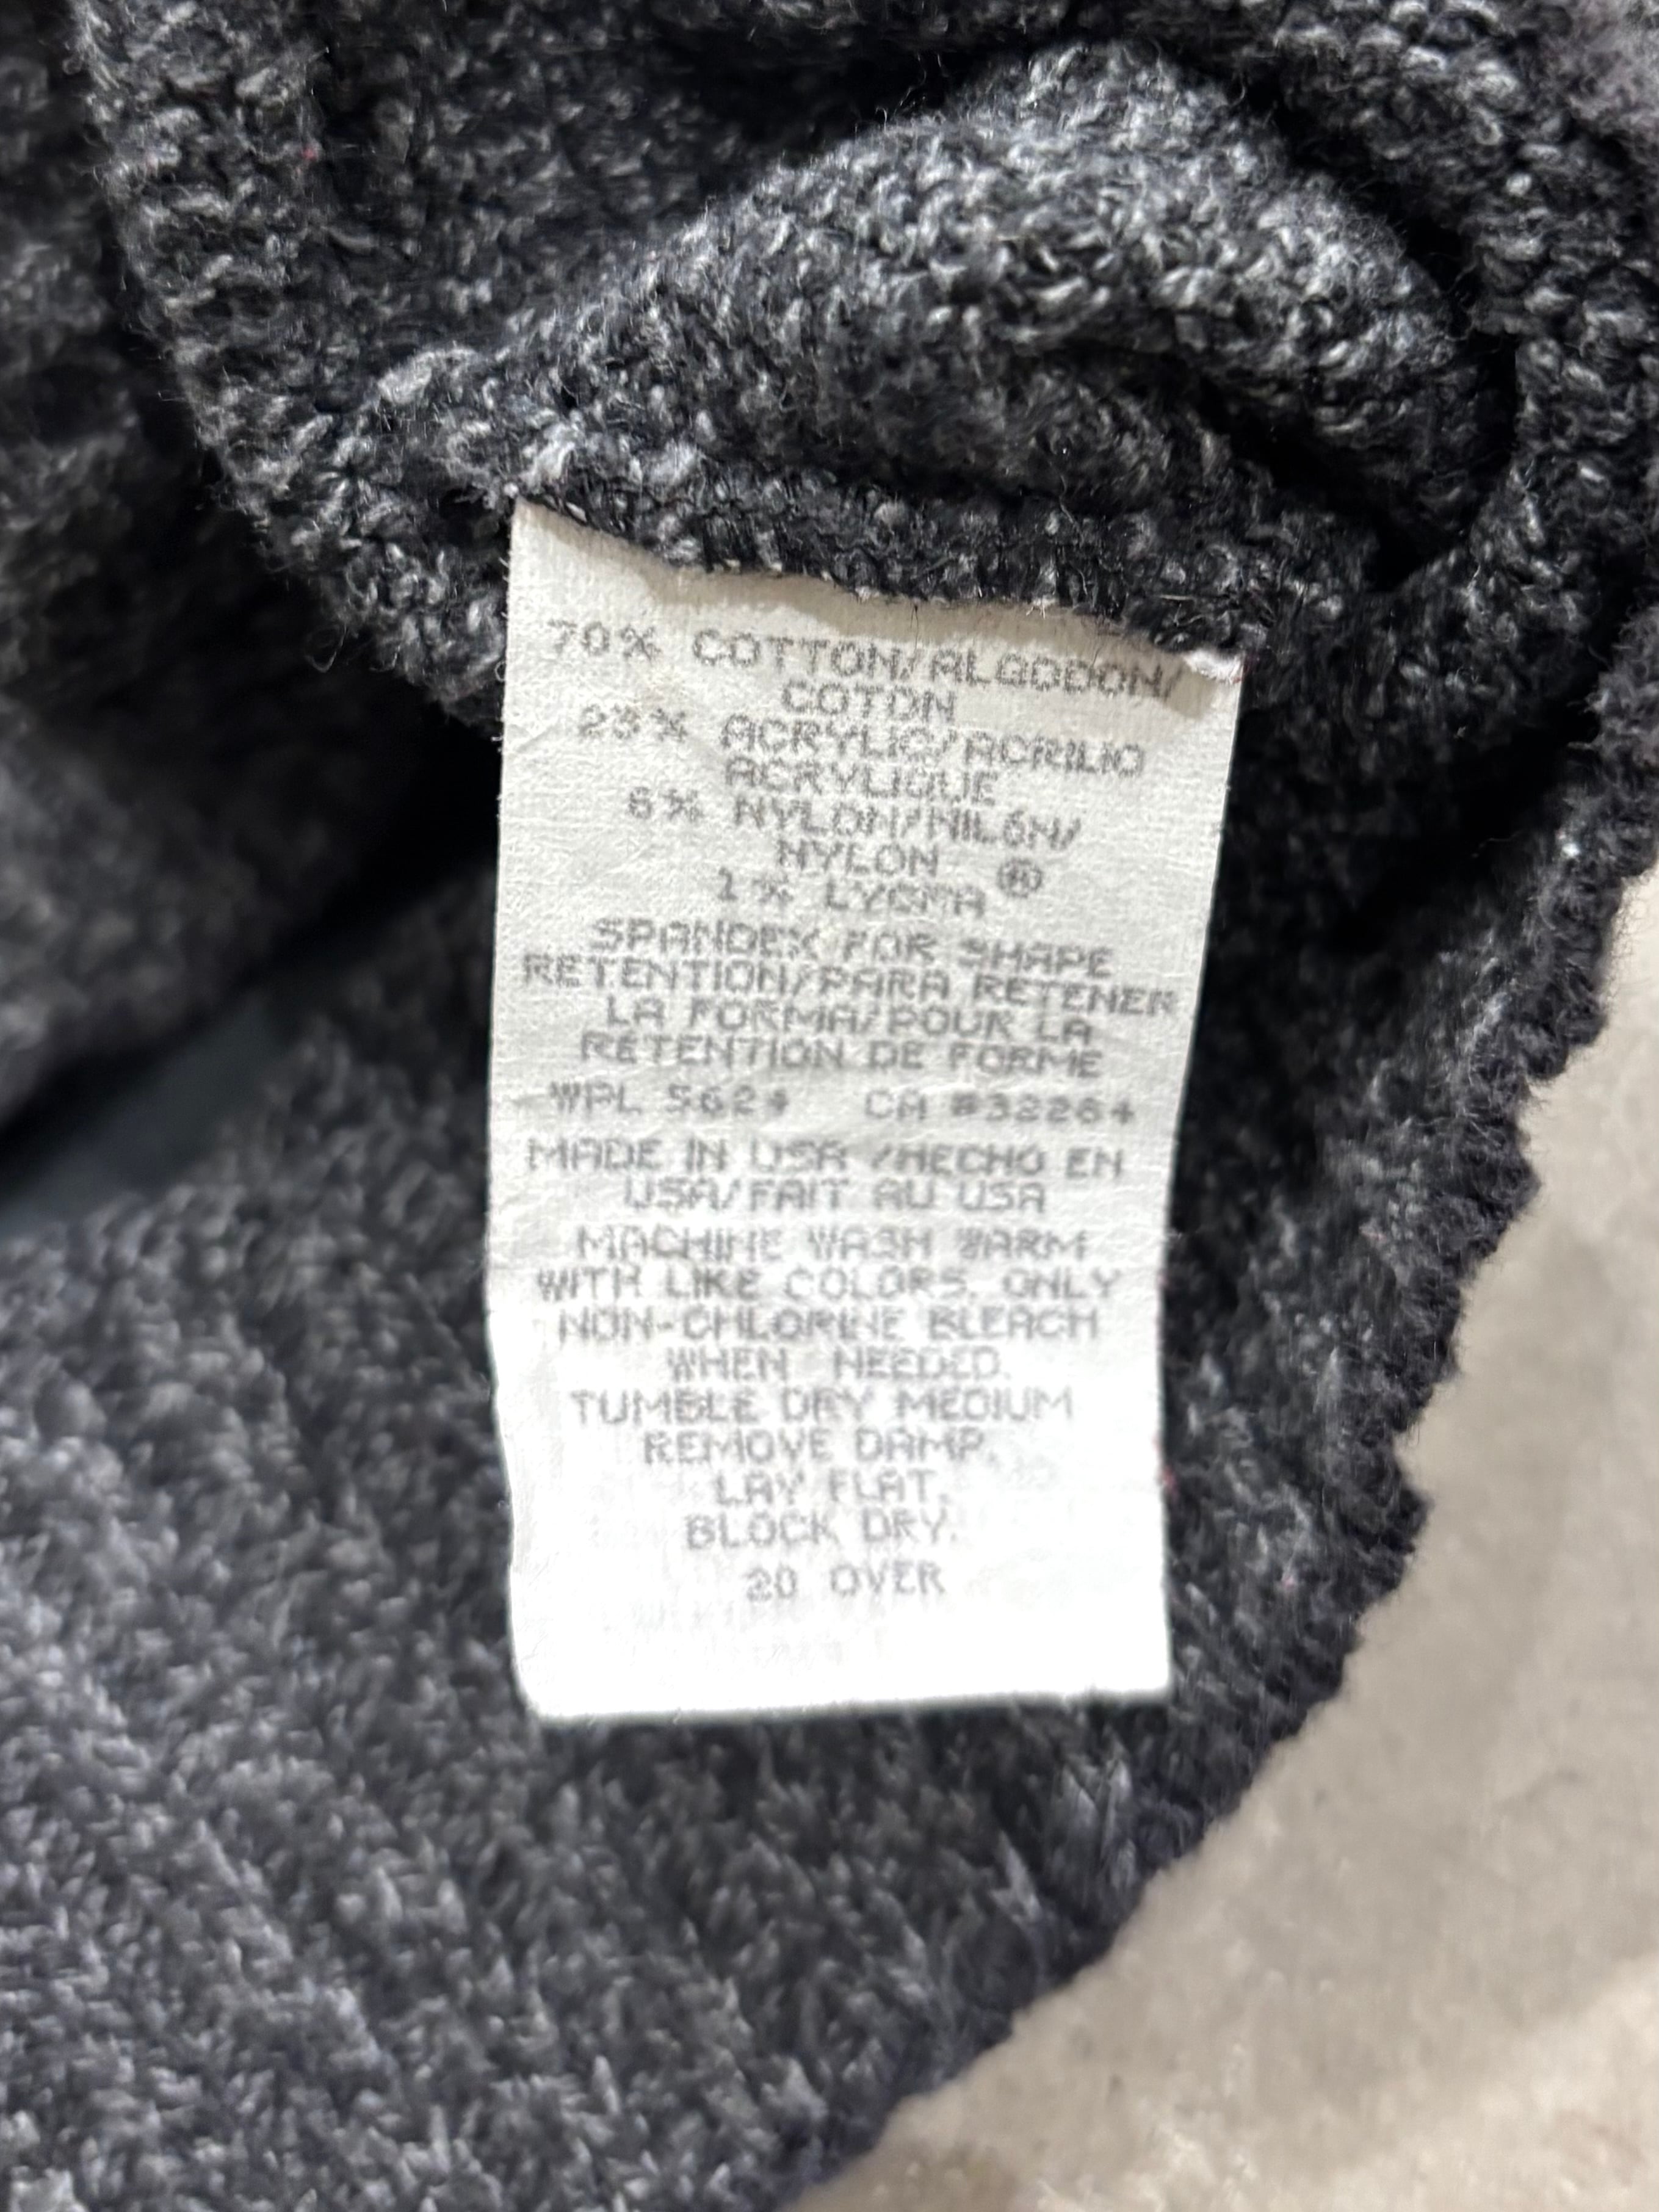 70% COTTON/ALGODON/
COTON
23% ACRYLIC/ACRILIC
ACRYLIQUE
6% NYLON/NILÓN/
NYLON
1% LYCRA ®
SPANDEX FOR SHAPE
RETENTION/PARA RETENER
LA FORMA/POUR LA
RETENTION DE FORME
WPL 5624 CA #32264
MADE IN USA /HECHO EN
USA/FAIT AU USA
MACHINE WASH WARM
WITH LIKE COLORS. ONLY
NON-CHLORINE BLEACH
WHEN NEEDED.
TUMBLE DRY MEDIUM
REMOVE DAMP.
LAY FLAT.
BLOCK DRY.
20 OVER